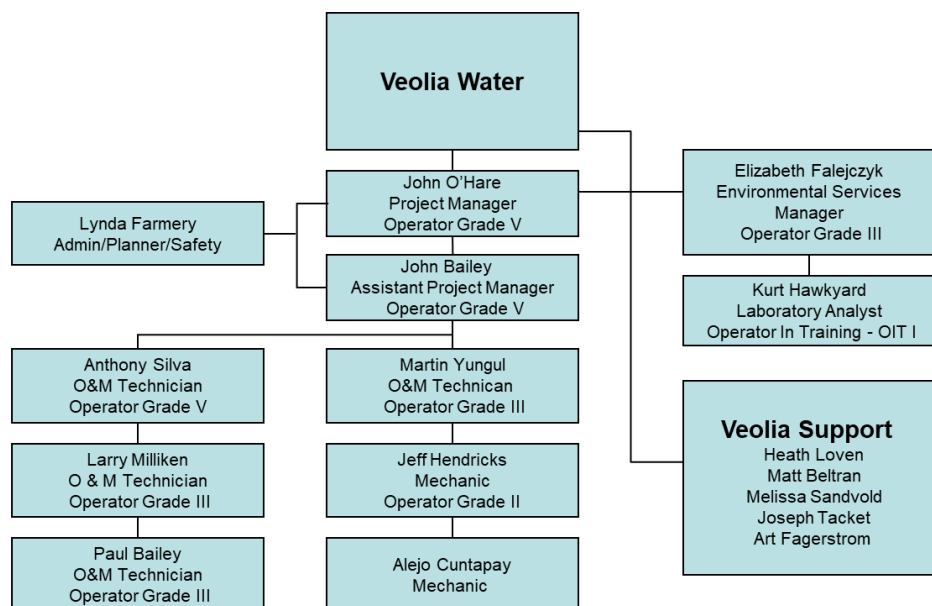 Veolia Water
John O’Hare
Project Manager
Operator Grade V
Lynda Farmery
Admin/Planner/Safety
John Bailey
Assistant Project Manager
Operator Grade V
Elizabeth Falejczyk
Environmental Services
Manager
Operator Grade III
Kurt Hawkyard
Laboratory Analyst
Operator In Training - OIT I
Anthony Silva
O&M Technician
Operator Grade V
Martin Yungul
O&M Technican
Operator Grade III
Larry Milliken
O & M Technician
Operator Grade III
Jeff Hendricks
Mechanic
Operator Grade II
Paul Bailey
O&M Technician
Operator Grade III
Alejo Cuntapay
Mechanic
Veolia Support
Heath Loven
Matt Beltran
Melissa Sandvold
Joseph Tacket
Art Fagerstrom